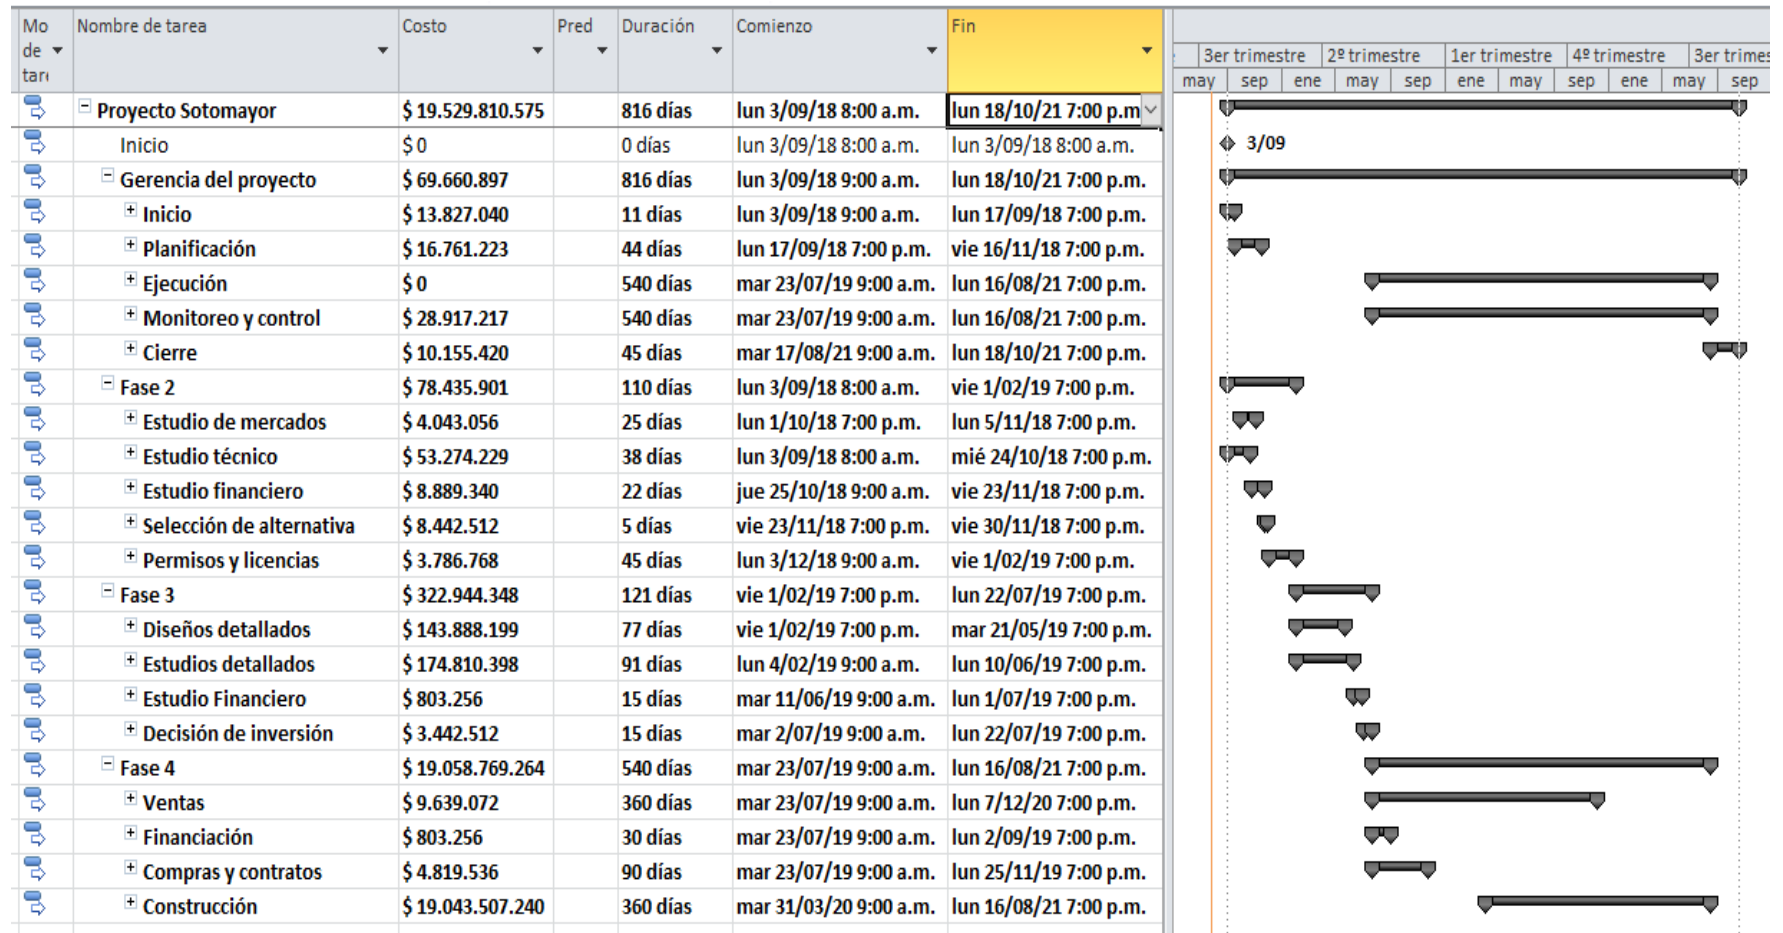 Mo de tare Nombre de tarea Costo Pred Duración Comienzo Fin
3er trimestre 2º trimestre 1er trimestre 4º trimestre 3er trimes
may sep ene may sep ene may sep ene may sep
Proyecto Sotomayor $ 19.529.810.575 816 días lun 3/09/18 8:00 a.m. lun 18/10/21 7:00 p.m
Inicio $ 0 0 días lun 3/09/18 8:00 a.m. lun 3/09/18 8:00 a.m. 3/09
Gerencia del proyecto $ 69.660.897 816 días lun 3/09/18 9:00 a.m. lun 18/10/21 7:00 p.m.
Inicio $ 13.827.040 11 días lun 3/09/18 9:00 a.m. lun 17/09/18 7:00 p.m.
Planificación $ 16.761.223 44 días lun 17/09/18 7:00 p.m. vie 16/11/18 7:00 p.m.
Ejecución $ 0 540 días mar 23/07/19 9:00 a.m. lun 16/08/21 7:00 p.m.
Monitoreo y control $ 28.917.217 540 días mar 23/07/19 9:00 a.m. lun 16/08/21 7:00 p.m.
Cierre $ 10.155.420 45 días mar 17/08/21 9:00 a.m. lun 18/10/21 7:00 p.m.
Fase 2 $ 78.435.901 110 días lun 3/09/18 8:00 a.m. vie 1/02/19 7:00 p.m.
Estudio de mercados $ 4.043.056 25 días lun 1/10/18 7:00 p.m. lun 5/11/18 7:00 p.m.
Estudio técnico $ 53.274.229 38 días lun 3/09/18 8:00 a.m. mié 24/10/18 7:00 p.m.
Estudio financiero $ 8.889.340 22 días jue 25/10/18 9:00 a.m. vie 23/11/18 7:00 p.m.
Selección de alternativa $ 8.442.512 5 días vie 23/11/18 7:00 p.m. vie 30/11/18 7:00 p.m.
Permisos y licencias $ 3.786.768 45 días lun 3/12/18 9:00 a.m. vie 1/02/19 7:00 p.m.
Fase 3 $ 322.944.348 121 días vie 1/02/19 7:00 p.m. lun 22/07/19 7:00 p.m.
Diseños detallados $ 143.888.199 77 días vie 1/02/19 7:00 p.m. mar 21/05/19 7:00 p.m.
Estudios detallados $ 174.810.398 91 días lun 4/02/19 9:00 a.m. lun 10/06/19 7:00 p.m.
Estudio Financiero $ 803.256 15 días mar 11/06/19 9:00 a.m. lun 1/07/19 7:00 p.m.
Decisión de inversión $ 3.442.512 15 días mar 2/07/19 9:00 a.m. lun 22/07/19 7:00 p.m.
Fase 4 $ 19.058.769.264 540 días mar 23/07/19 9:00 a.m. lun 16/08/21 7:00 p.m.
Ventas $ 9.639.072 360 días mar 23/07/19 9:00 a.m. lun 7/12/20 7:00 p.m.
Financiación $ 803.256 30 días mar 23/07/19 9:00 a.m. lun 2/09/19 7:00 p.m.
Compras y contratos $ 4.819.536 90 días mar 23/07/19 9:00 a.m. lun 25/11/19 7:00 p.m.
Construcción $ 19.043.507.240 360 días mar 31/03/20 9:00 a.m. lun 16/08/21 7:00 p.m.